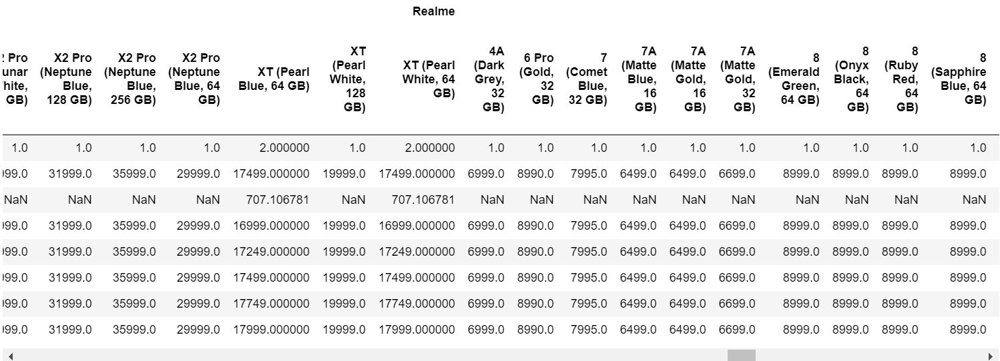 Realme
2 Pro X2 Pro X2 Pro X2 Pro XT (Pearl XT XT (Pearl 4A 6 Pro 7 7A 7A 7A 8 8 8 8
(Neptune (Neptune (Neptune Blue, 64 GB) (Pearl White, 64 (Dark (Gold, (Comet (Matte (Matte (Matte (Emerald (Onyx (Ruby (Sapphire
Blue, Blue, Blue, 64 White, GB) Grey, 32 Blue, Blue, Gold, Gold, Green, Black, Red, Blue, 64
GB) 128 GB) 256 GB) GB) 128 32 GB) 32 GB) 16 16 32 64 GB) 64 64 GB)
GB) GB) GB) GB) GB) GB) GB)
1.0 1.0 1.0 1.0 2.000000 1.0 2.000000 1.0 1.0 1.0 1.0 1.0 1.0 1.0 1.0 1.0 1.0
999.0 31999.0 35999.0 29999.0 17499.000000 19999.0 17499.000000 6999.0 8990.0 7995.0 6499.0 6499.0 6699.0 8999.0 8999.0 8999.0 8999.0
NaN NaN NaN NaN 707.106781 NaN 707.106781 NaN NaN NaN NaN NaN NaN NaN NaN NaN NaN
999.0 31999.0 35999.0 29999.0 16999.000000 19999.0 16999.000000 6999.0 8990.0 7995.0 6499.0 6499.0 6699.0 8999.0 8999.0 8999.0 8999.0
999.0 31999.0 35999.0 29999.0 17249.000000 19999.0 17249.000000 6999.0 8990.0 7995.0 6499.0 6499.0 6699.0 8999.0 8999.0 8999.0 8999.0
999.0 31999.0 35999.0 29999.0 17499.000000 19999.0 17499.000000 6999.0 8990.0 7995.0 6499.0 6499.0 6699.0 8999.0 8999.0 8999.0 8999.0
999.0 31999.0 35999.0 29999.0 17749.000000 19999.0 17749.000000 6999.0 8990.0 7995.0 6499.0 6499.0 6699.0 8999.0 8999.0 8999.0 8999.0
999.0 31999.0 35999.0 29999.0 17999.000000 19999.0 17999.000000 6999.0 8990.0 7995.0 6499.0 6499.0 6699.0 8999.0 8999.0 8999.0 8999.0